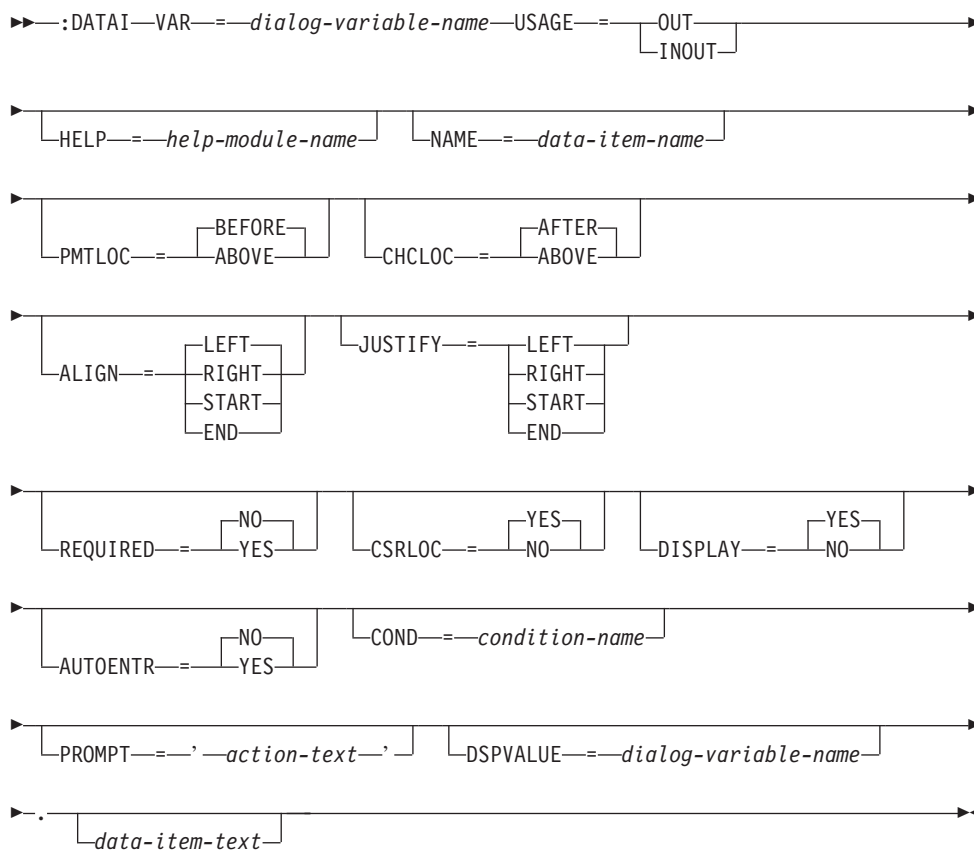 :DATAI VAR = dialog-variable-name USAGE = OUT
INOUT
HELP = help-module-name NAME = data-item-name
BEFORE AFTER
PMTLOC = ABOVE CHCLOC = ABOVE
LEFT JUSTIFY = LEFT
ALIGN = RIGHT RIGHT
START START
END END
NO YES YES
REQUIRED = YES CSRLOC = NO DISPLAY = NO
NO COND = condition-name
AUTOENTR = YES
PROMPT = ' action-text ' DSPVALUE = dialog-variable-name
.
data-item-text